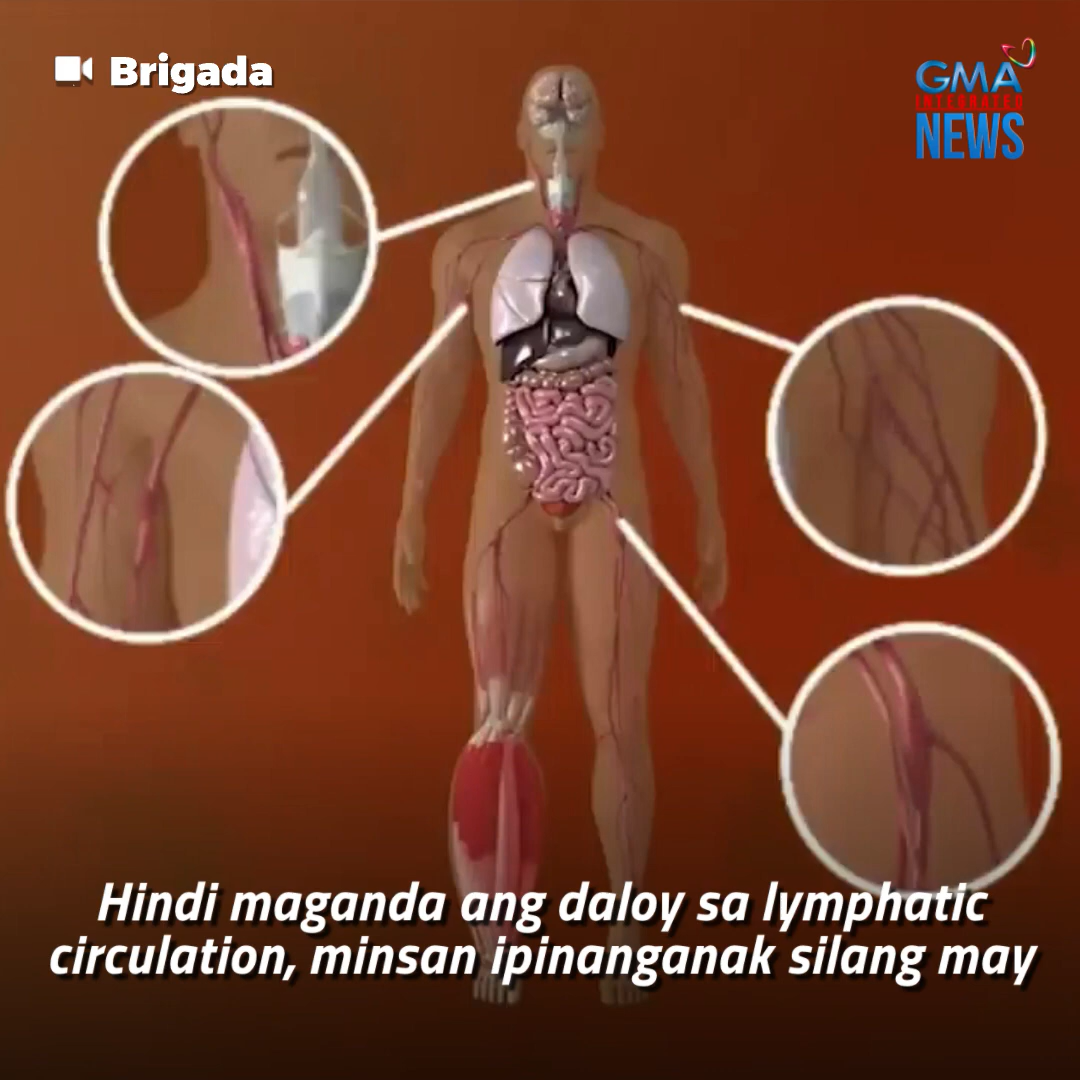 Brigada
GMA
INTEGRATED
NEWS
Hindi maganda ang daloy sa lymphatic
circulation, minsan ipinanganak silang may